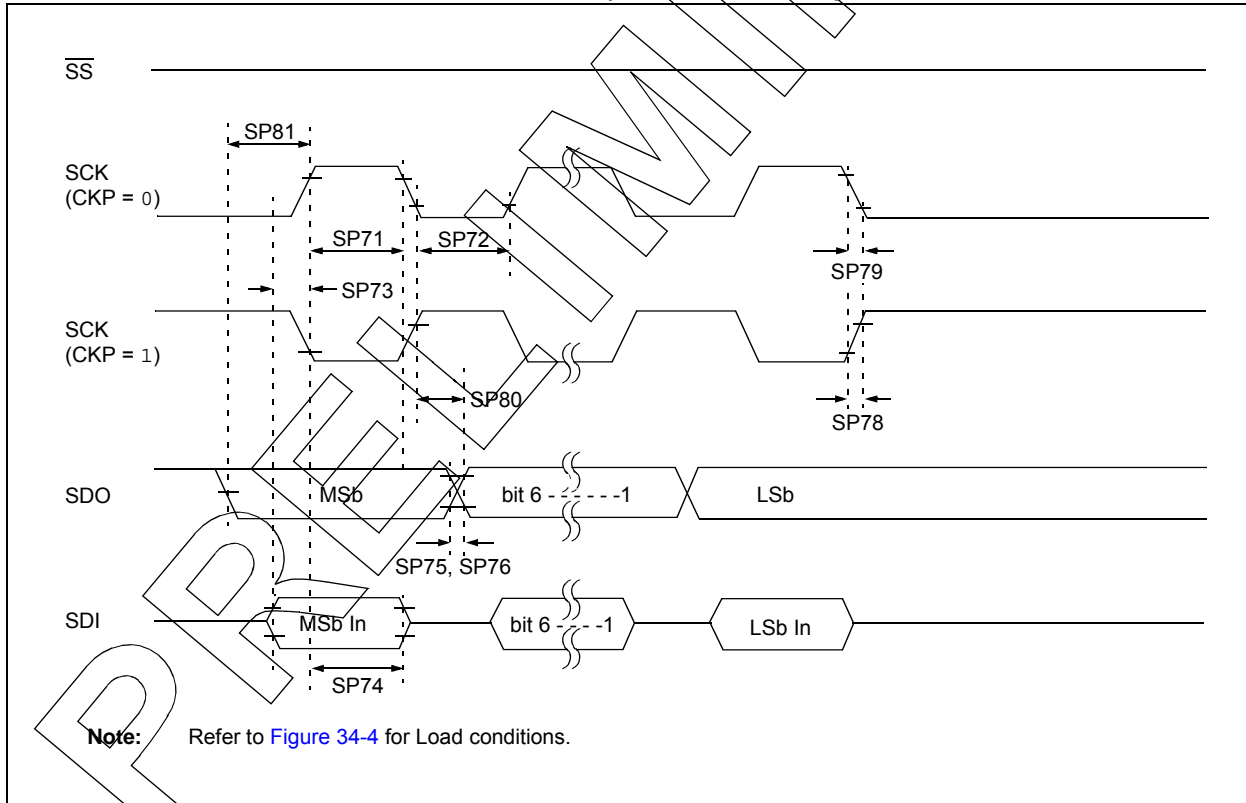 SS
SP81
SCK
(CKP = 0)
SP71
SP72
SP79
SP73
SCK
(CKP = 1)
SP80
SP78
SDO
MSb
bit 6 - - - - - -1
LSb
SP75, SP76
SDI
MSb In
bit 6 - - - -1
LSb In
SP74
Note: Refer to Figure 34-4 for Load conditions.